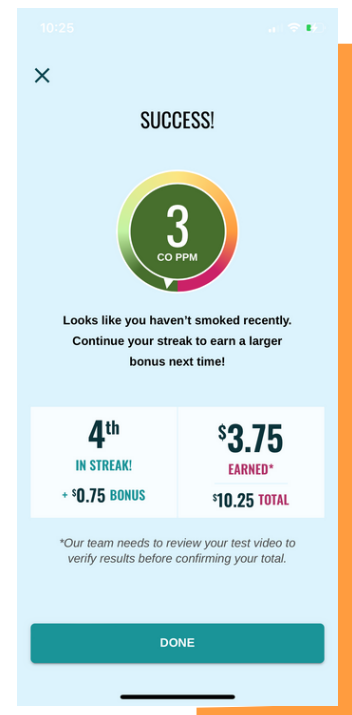 10:25
SUCCESS!
3
CO PPM
Looks like you haven't smoked recently.
Continue your streak to earn a larger
bonus next time!
4th
IN STREAK!
+ $0.75 BONUS
$3.75
EARNED*
$10.25 TOTAL
*Our team needs to review your test video to
verify results before confirming your total.
DONE